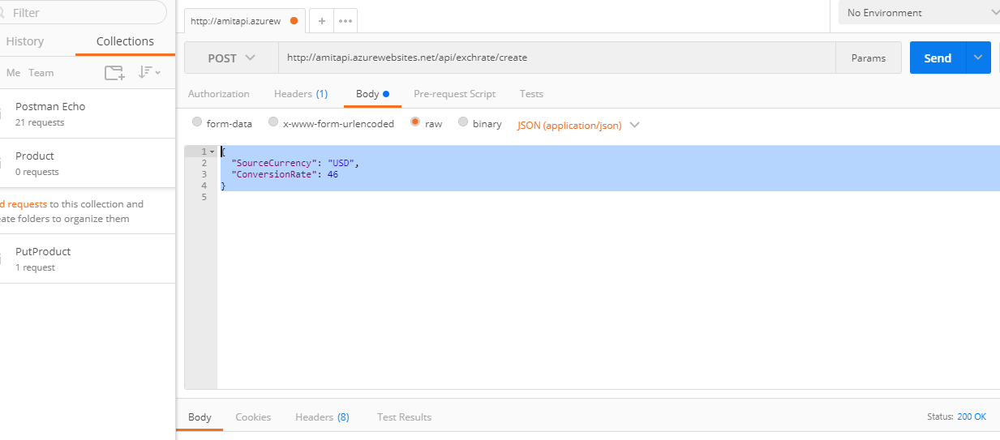 Filter
History Collections
Me Team
Postman Echo
21 requests
Product
0 requests
d requests to this collection and
eate folders to organize them
PutProduct
1 request
http://amitapi.azurew + •••
No Environment
POST http://amitapi.azurewebsites.net/api/exchrate/create Params Send
Authorization Headers (1) Body Pre-request Script Tests
form-data x-www-form-urlencoded raw binary JSON (application/json)
1 {
2 "SourceCurrency": "USD",
3 "ConversionRate": 46
4 }
5
Body Cookies Headers (8) Test Results Status: 200 OK